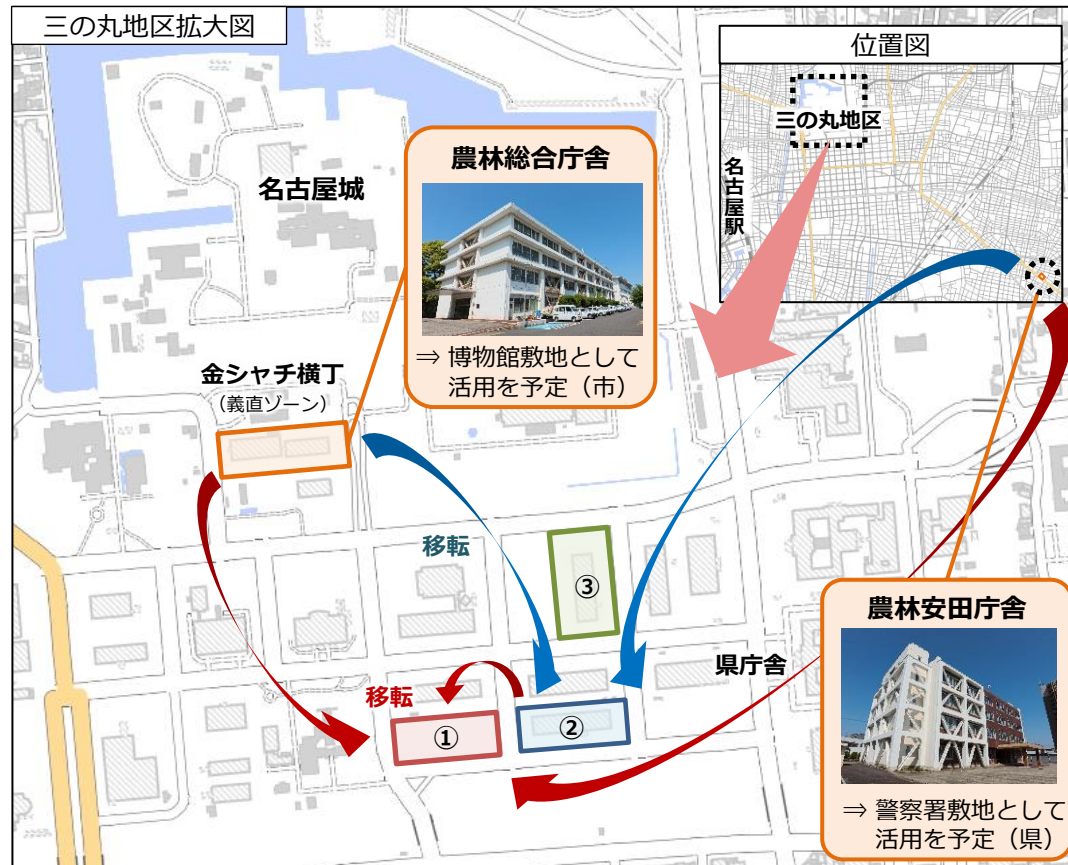 三の丸地区拡大図
位置図
三の丸地区
名古屋駅
農林総合庁舎
⇒ 博物館敷地として
活用を予定（市）
名古屋城
金シャチ横丁
（義直ゾーン）
移転
③
農林安田庁舎
⇒ 警察署敷地として
活用を予定（県）
県庁舎
移転
①
②